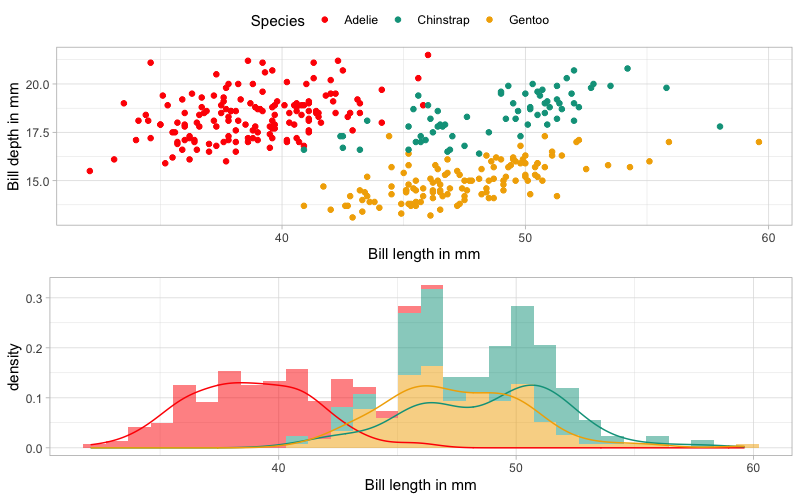 Species Adelie Chinstrap Gentoo
Bill depth in mm
20.0
17.5
15.0
40 50 60
Bill length in mm
density
0.3
0.2
0.1
0.0
40 50 60
Bill length in mm